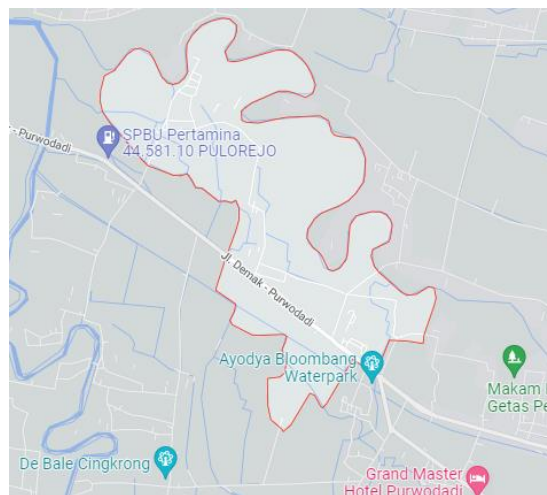 SPBU Pertamina
44.581.10 PULOREJO
- Purwodadi
Jl. Demak - Purwodadi
Ayodya Bloombang
Waterpark
Makam
Getas Pe
De Bale Cingkrong
Grand Master
Hotel Purwodadi